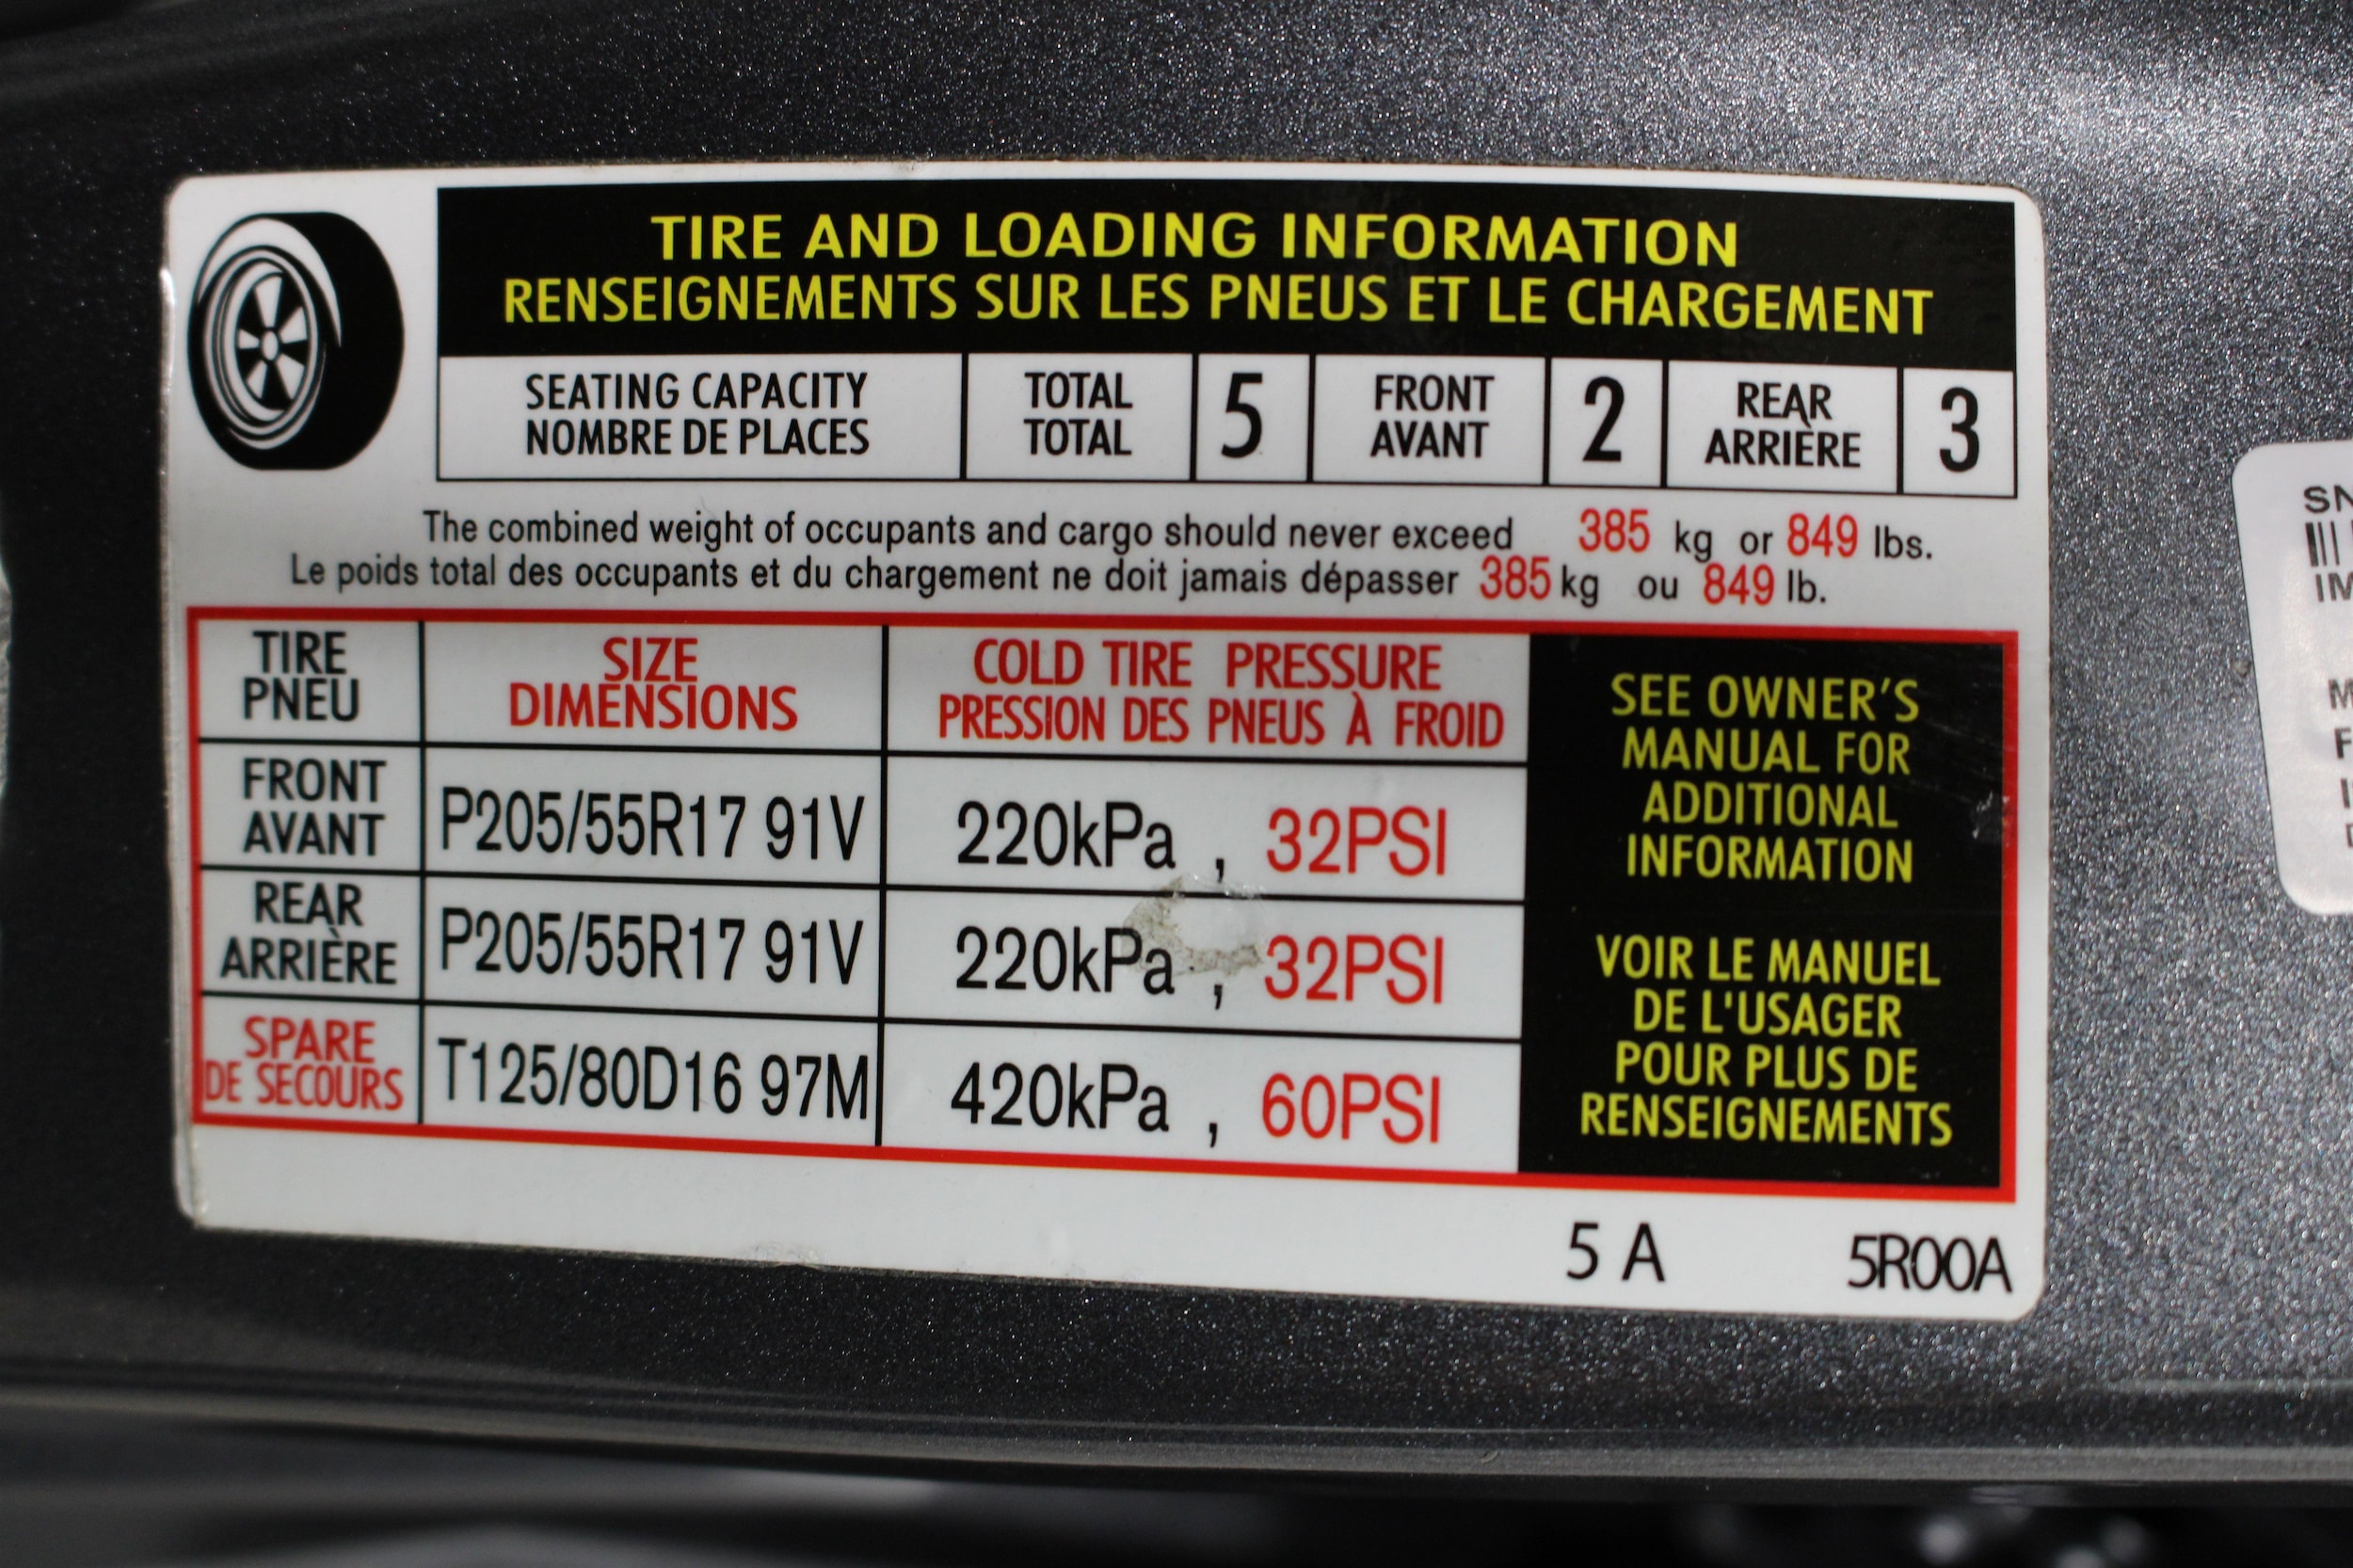 TIRE AND LOADING INFORMATION
RENSEIGNEMENTS SUR LES PNEUS ET LE CHARGEMENT
SEATING CAPACITY TOTAL 5 FRONT 2 REAR 3
NOMBRE DE PLACES TOTAL AVANT ARRIÈRE
The combined weight of occupants and cargo should never exceed 385 kg or 849 lbs.
Le poids total des occupants et du chargement ne doit jamais dépasser 385 kg ou 849 lb.
TIRE SIZE COLD TIRE PRESSURE
PNEU DIMENSIONS PRESSION DES PNEUS À FROID
FRONT
AVANT
P205/55R17 91V 220kPa , 32PSI
REAR
ARRIÈRE
P205/55R17 91V 220kPa , 32PSI
SPARE
DE SECOURS
T125/80D16 97M 420kPa , 60PSI
SEE OWNER'S
MANUAL FOR
ADDITIONAL
INFORMATION
VOIR LE MANUEL
DE L'USAGER
POUR PLUS DE
RENSEIGNEMENTS
5 A 5R00A
SN